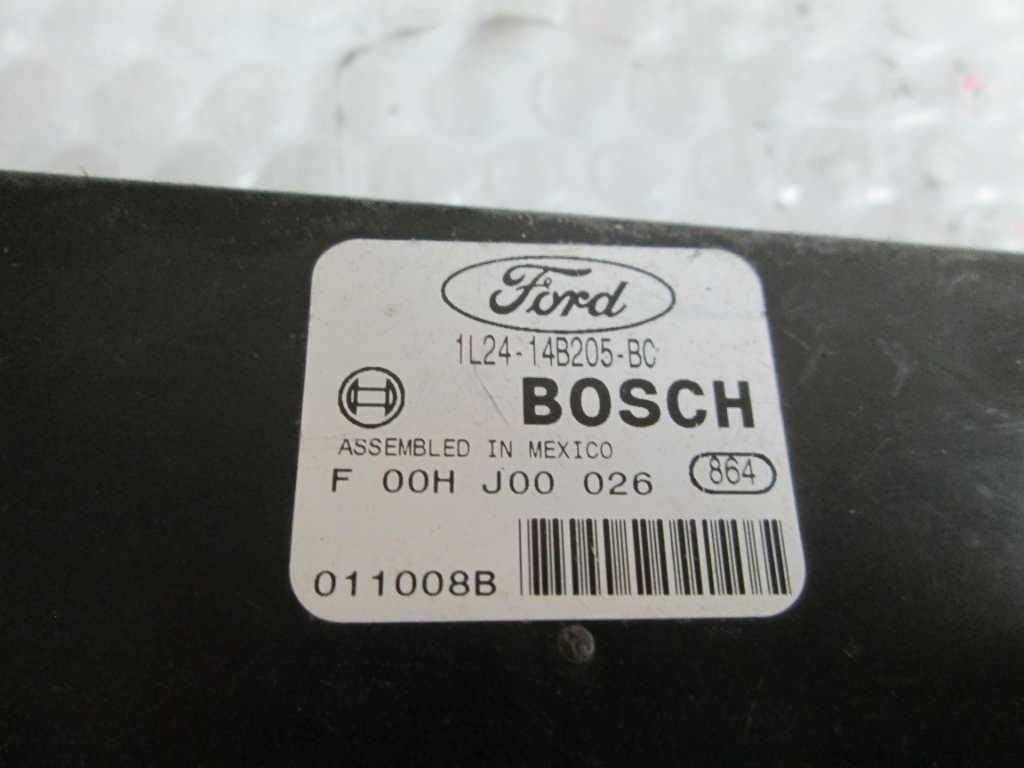 Ford
1L24-14B205-BC
BOSCH
ASSEMBLED IN MEXICO
F 00H J00 026 864
011008B